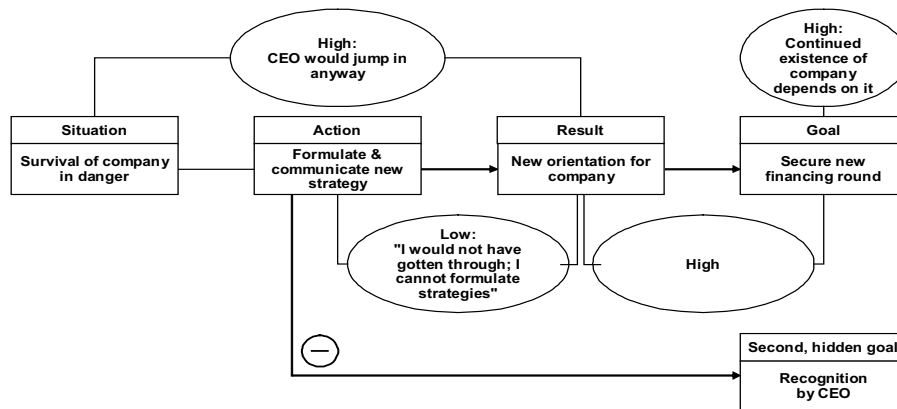 High:
CEO would jump in
anyway
High:
Continued
existence of
company
depends on it
Situation
Survival of company
in danger
Action
Formulate &
communicate new
strategy
Result
New orientation for
company
Goal
Secure new
financing round
Low:
"I would not have
gotten through; I
cannot formulate
strategies"
High
Second, hidden goal
Recognition
by CEO